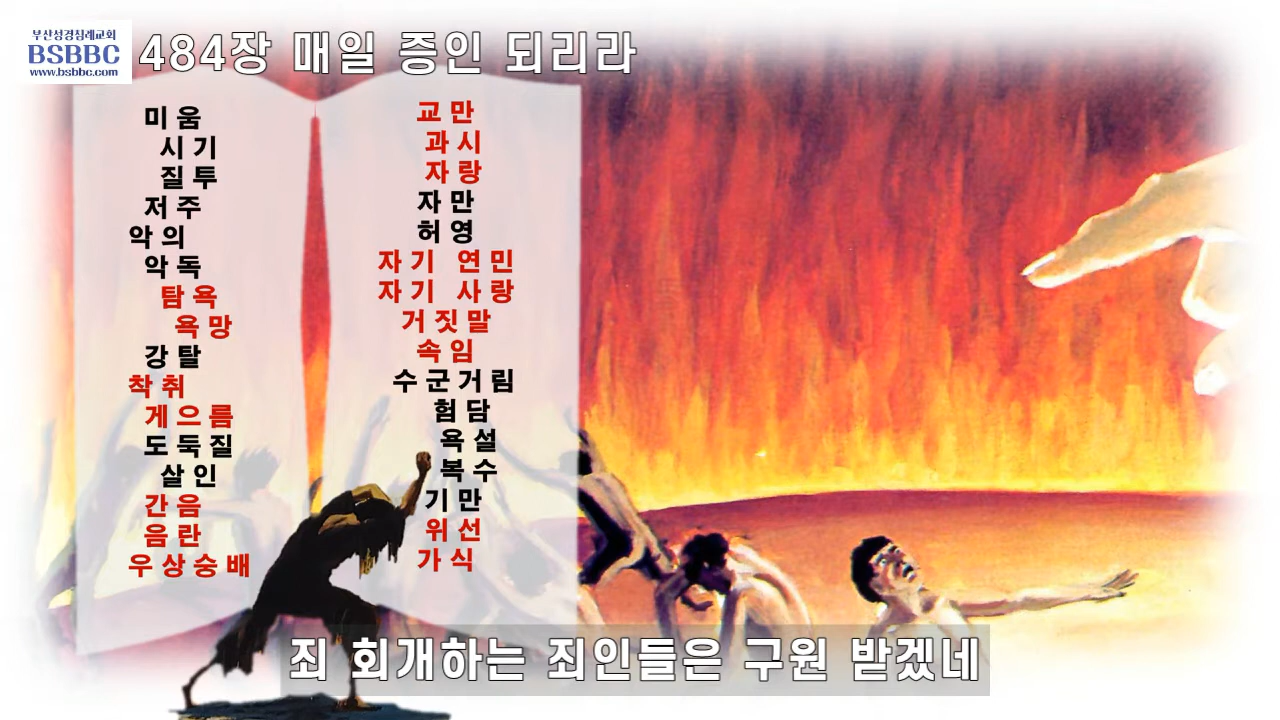 부산성경침례교회
BSBBC
www.bsbbc.com
484장 매일 증인 되리라
미움
시기
질투
저주
악의
악독
탐욕
욕망
강탈
착취
게으름
도둑질
살인
간음
음란
우상숭배
교만
과시
자랑
자만
허영
자기 연민
자기 사랑
거짓말
속임
수군거림
험담
욕설
복수
기만
위선
가식
죄 회개하는 죄인들은 구원 받겠네